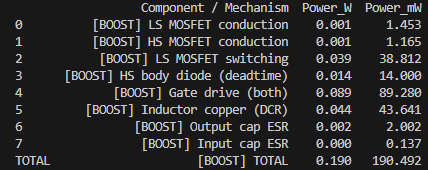 Component / Mechanism Power_W Power_mW
0 [BOOST] LS MOSFET conduction 0.001 1.453
1 [BOOST] HS MOSFET conduction 0.001 1.165
2 [BOOST] LS MOSFET switching 0.039 38.812
3 [BOOST] HS body diode (deadtime) 0.014 14.000
4 [BOOST] Gate drive (both) 0.089 89.280
5 [BOOST] Inductor copper (DCR) 0.044 43.641
6 [BOOST] Output cap ESR 0.002 2.002
7 [BOOST] Input cap ESR 0.000 0.137
TOTAL [BOOST] TOTAL 0.190 190.492